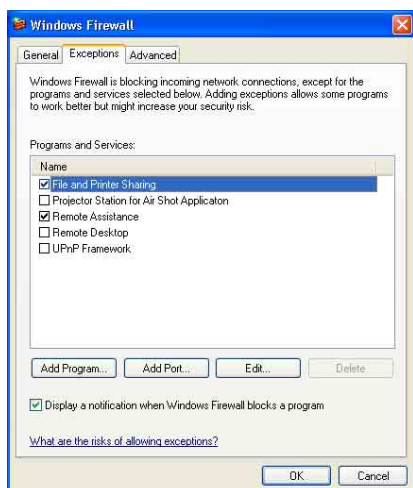 Windows Firewall
General Exceptions Advanced
Windows Firewall is blocking incoming network connections, except for the
programs and services selected below. Adding exceptions allows some programs
to work better but might increase your security risk.
Programs and Services:
Name
File and Printer Sharing
Projector Station for Air Shot Applicaton
Remote Assistance
Remote Desktop
UPnP Framework
Add Program... Add Port... Edit... Delete
Display a notification when Windows Firewall blocks a program
What are the risks of allowing exceptions?
OK Cancel